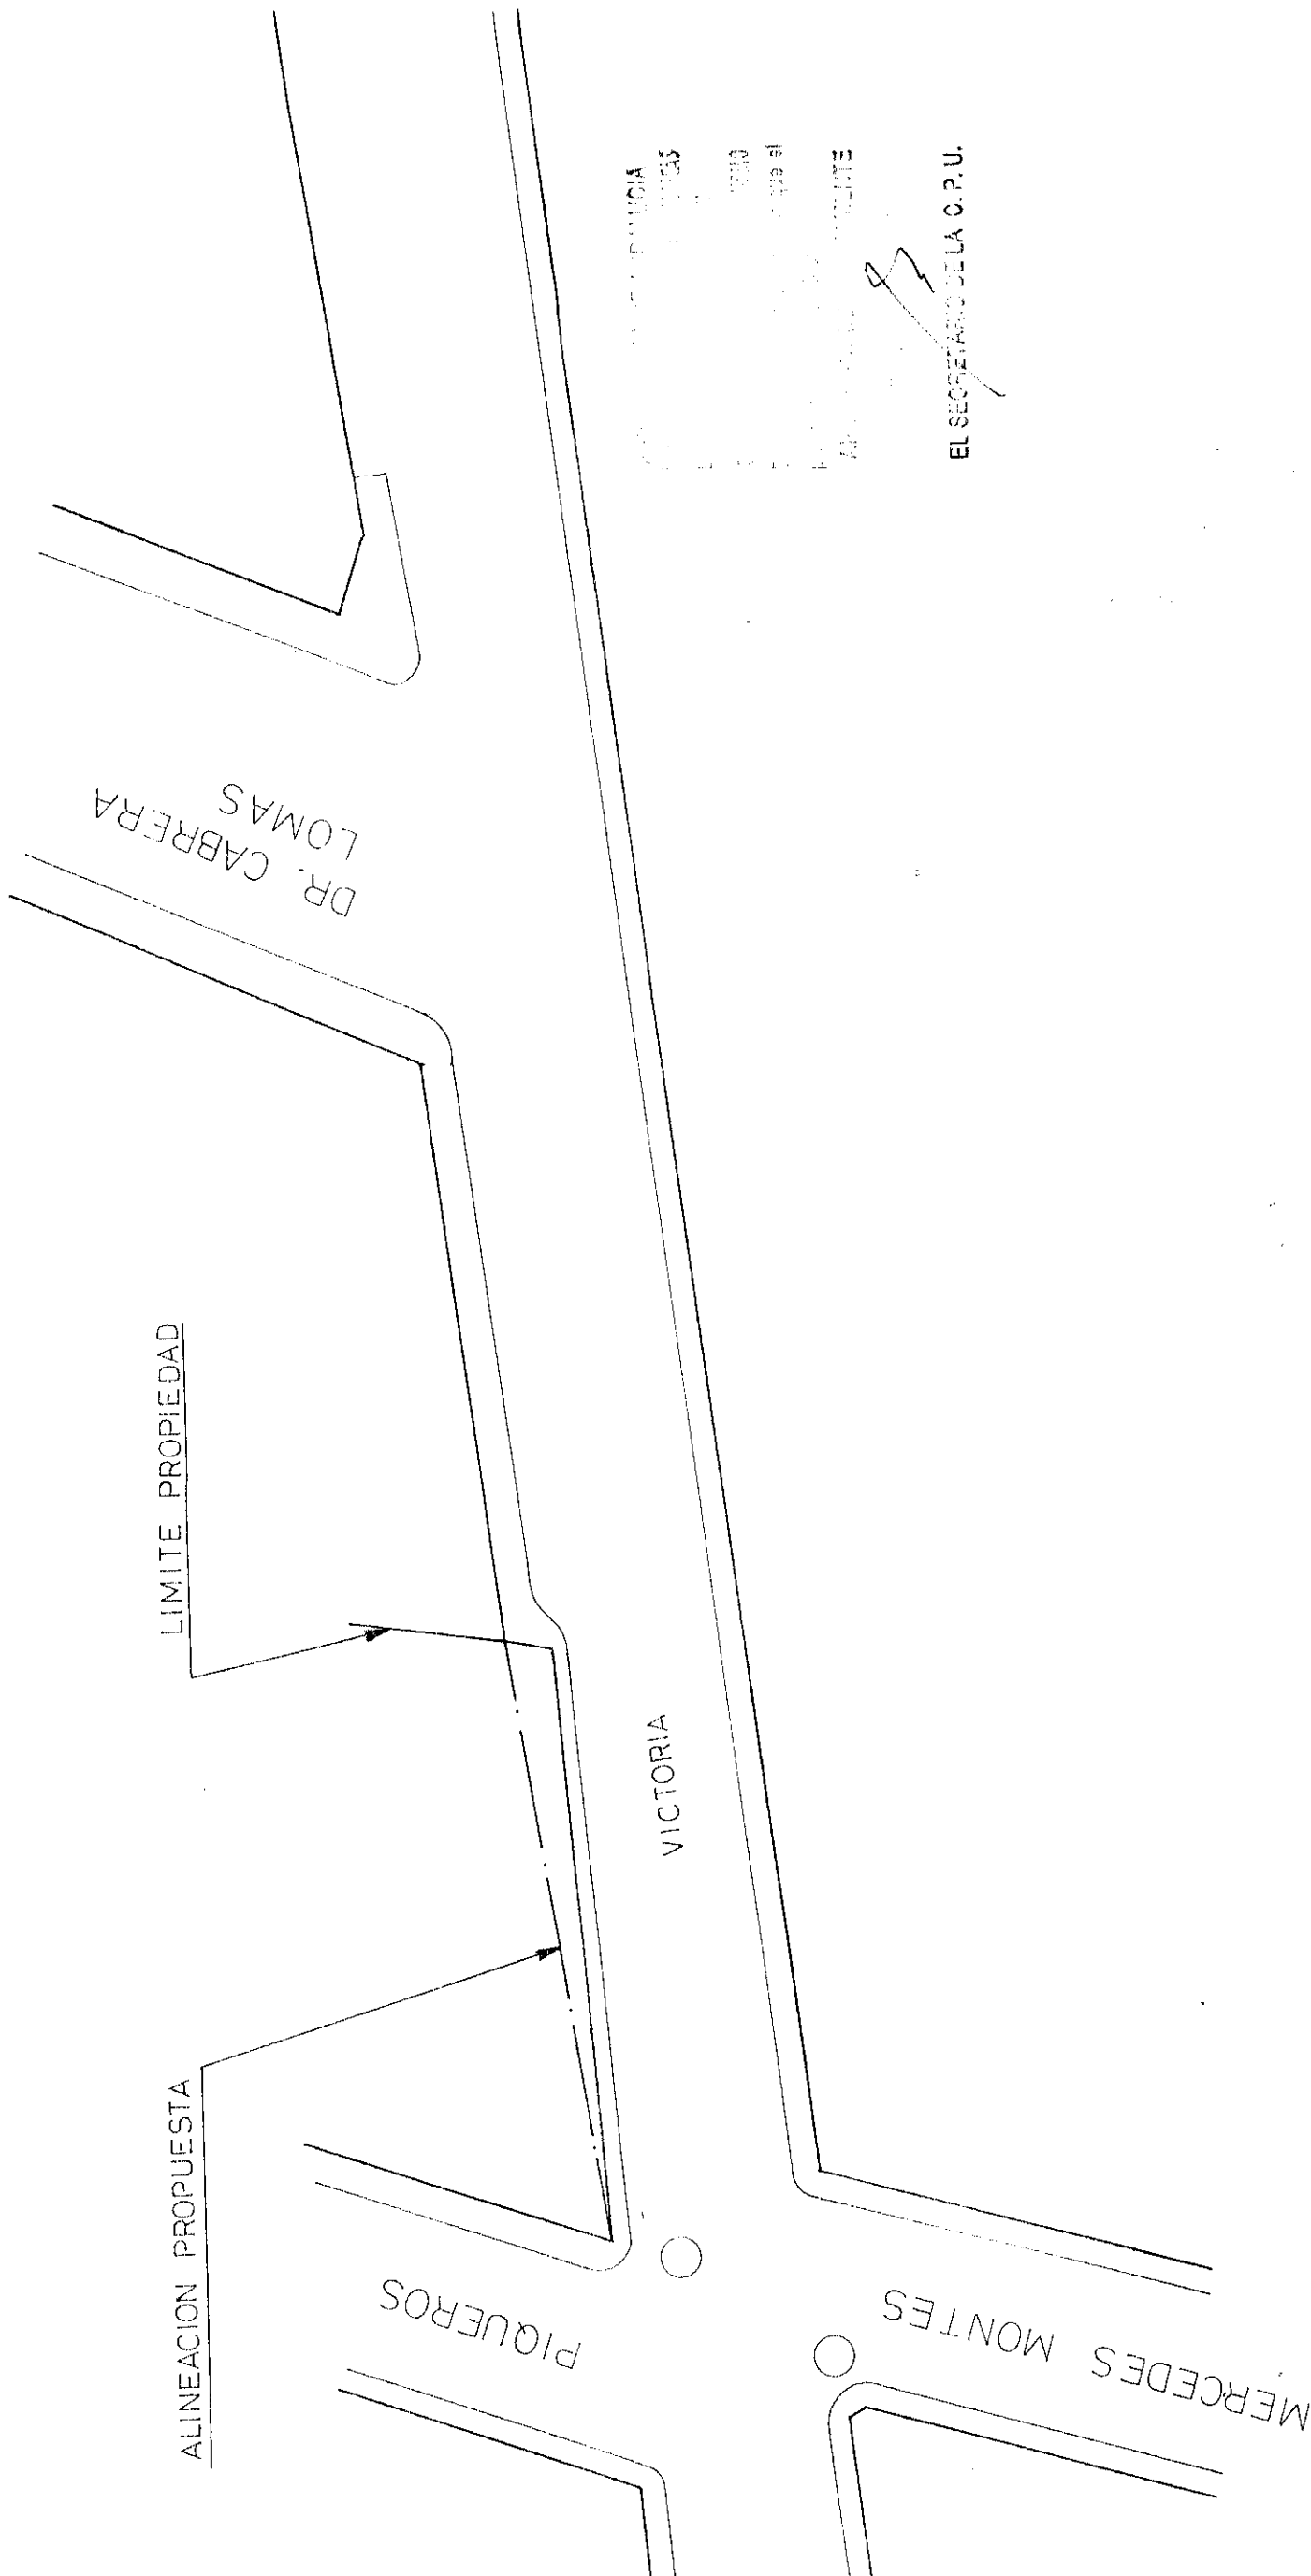 LIMITE PROPIEDAD
ALINEACION PROPUESTA
DR. CABRERA
LOMAS
VICTORIA
PIQUEROS
MERCEDES MONTES
EL SECRETARIO DE LA C.P.U.